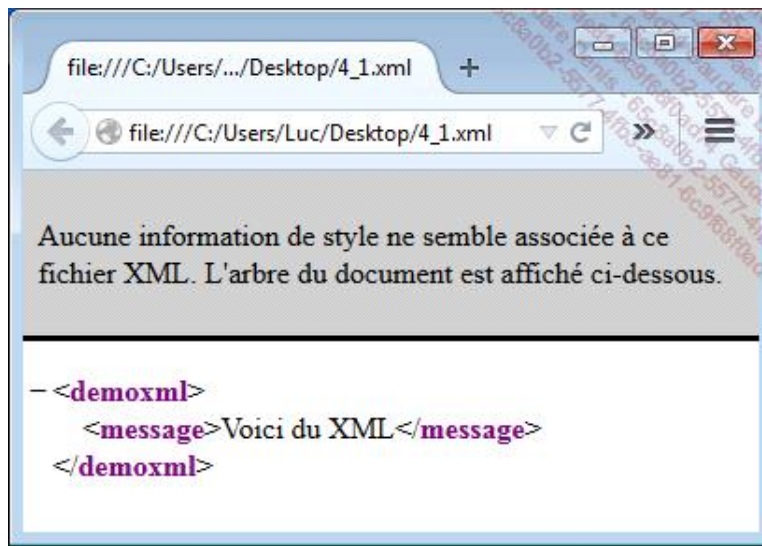 file:///C:/Users/.../Desktop/4_1.xml
file:///C:/Users/Luc/Desktop/4_1.xml
Aucune information de style ne semble associée à ce
fichier XML. L'arbre du document est affiché ci-dessous.
<demoxml>
<message>Voici du XML</message>
</demoxml>